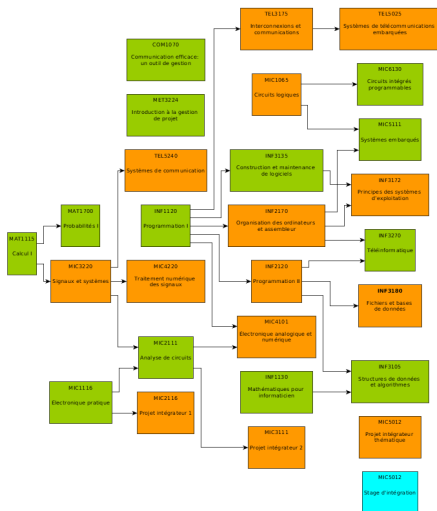 TEL3175
Interconnexions et
communications
TEL5025
Systèmes de télécommunications
embarquées
COM1070
Communication efficace:
un outil de gestion
MIC1065
Circuits logiques
MIC6130
Circuits intégrés
programmables
MET3224
Introduction à la gestion
de projet
MIC5111
Systèmes embarqués
TEL5240
Systèmes de communication
INF3135
Construction et maintenance
de logiciels
INF3172
Principes des systèmes
d'exploitation
MAT1700
Probabilités I
INF1120
Programmation I
INF2170
Organisation des ordinateurs
et assembleur
MAT1115
Calcul I
INF3270
Téléinformatique
MIC3220
Signaux et systèmes
MIC4220
Traitement numérique
des signaux
INF2120
Programmation II
INF3180
Fichiers et bases
de données
MIC4101
Electronique analogique et
numérique
MIC2111
Analyse de circuits
INF3105
Structures de données
et algorithmes
MIC1116
Electronique pratique
INF1130
Mathématiques pour
informaticien
MIC2116
Projet intégrateur 1
MIC5012
Projet intégrateur
thématique
MIC3111
Projet intégrateur 2
MIC5012
Stage d'intégration